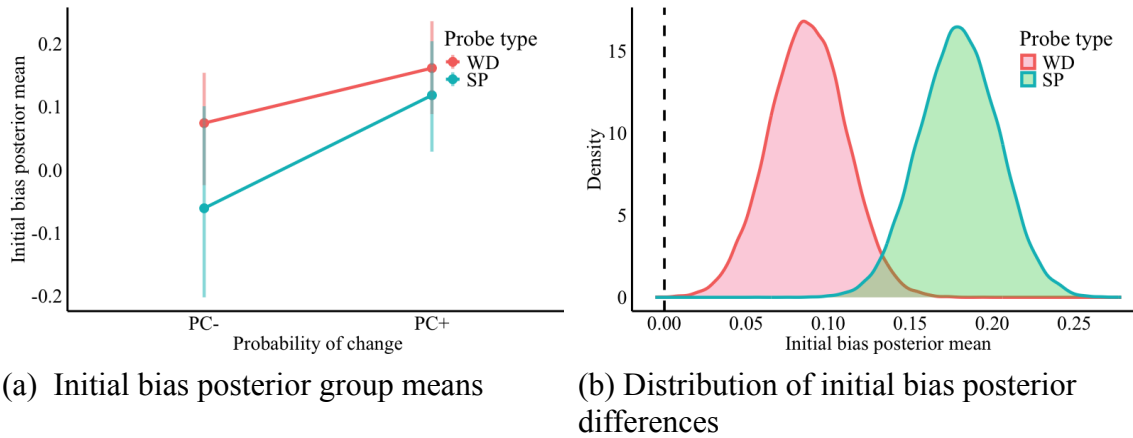 Initial bias posterior mean
0.2
0.1
0.0
-0.1
-0.2
Probe type
WD
SP
PC-
PC+
Probability of change
(a) Initial bias posterior group means
Density
15
10
5
0
Probe type
WD
SP
0.00
0.05
0.10
0.15
0.20
0.25
Initial bias posterior mean
(b) Distribution of initial bias posterior
differences